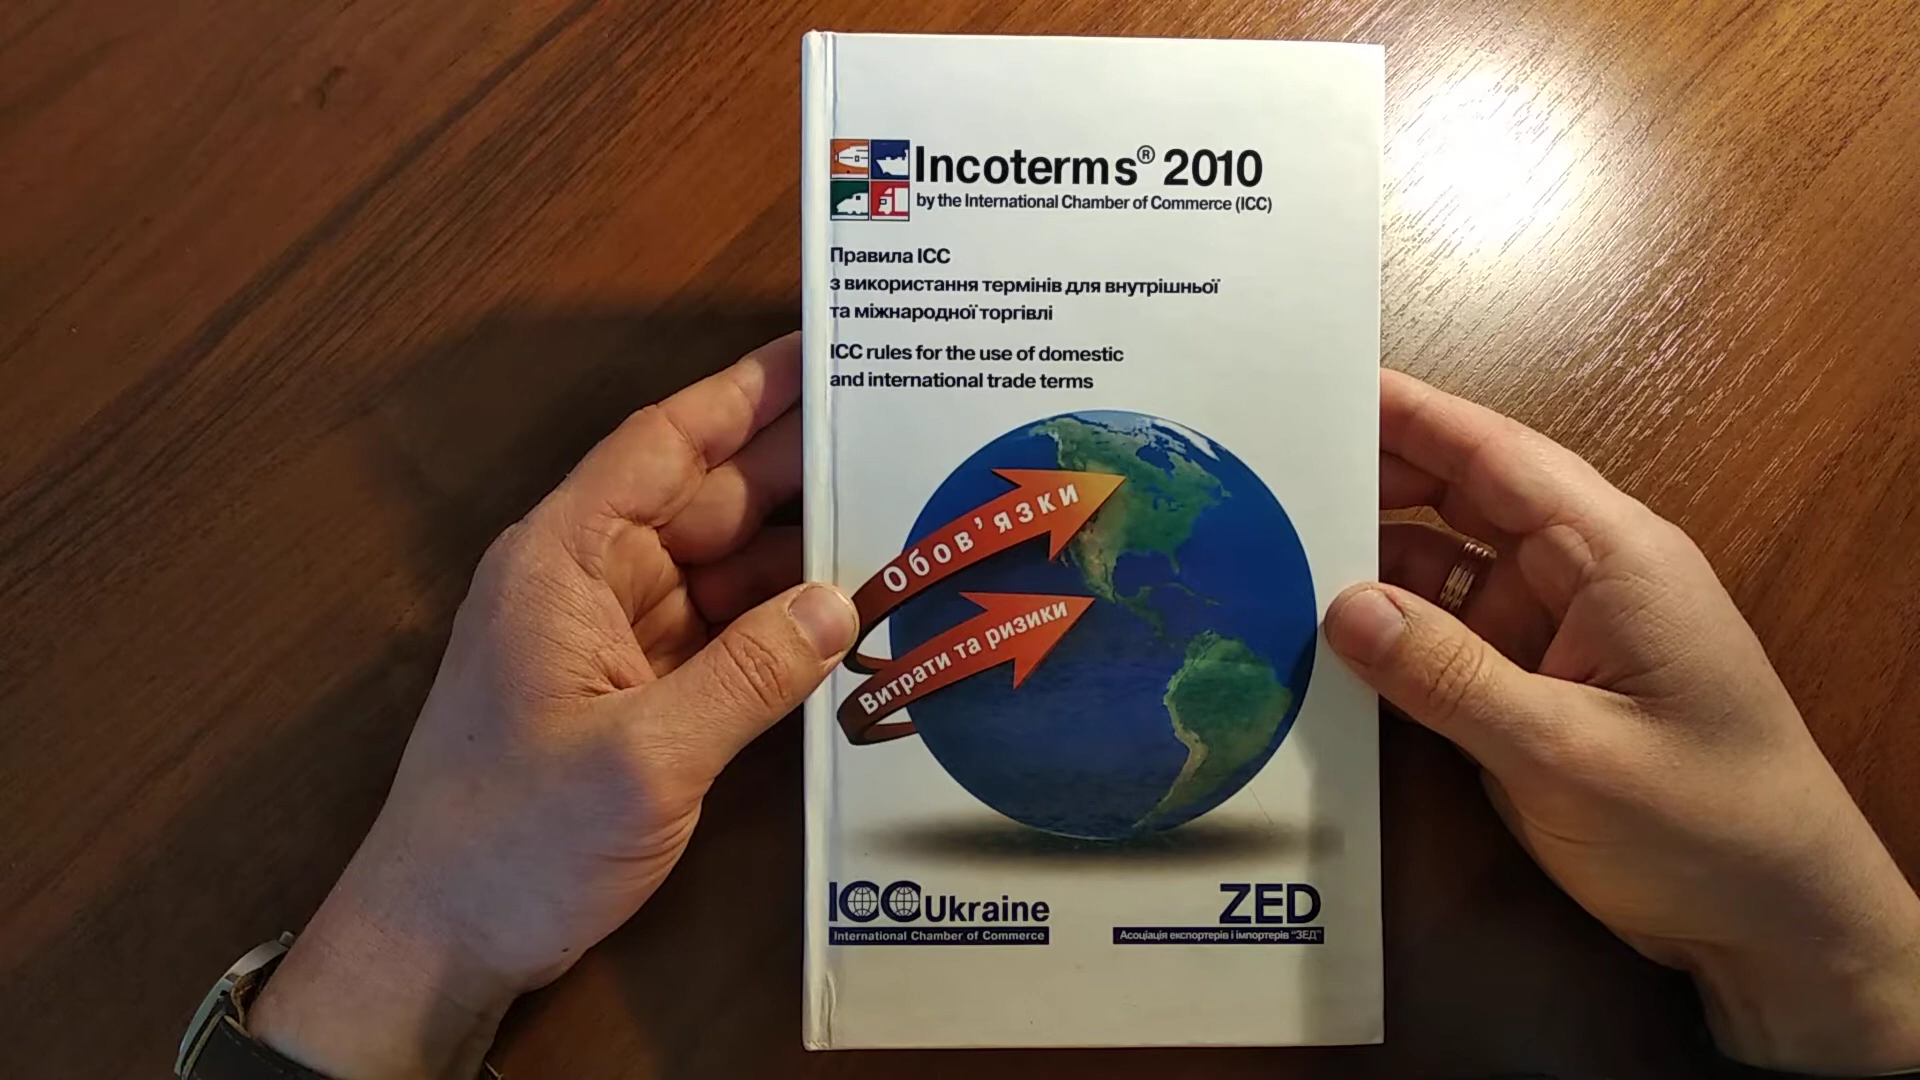 Incoterms® 2010
by the International Chamber of Commerce (ICC)
Правила ICC
з використання термінів для внутрішньої
та міжнародної торгівлі
ICC rules for the use of domestic
and international trade terms
Обов’язки
Витрати та ризики
ICC Ukraine
International Chamber of Commerce
ZED
Асоціація експортерів і імпортерів “ЗЕД”